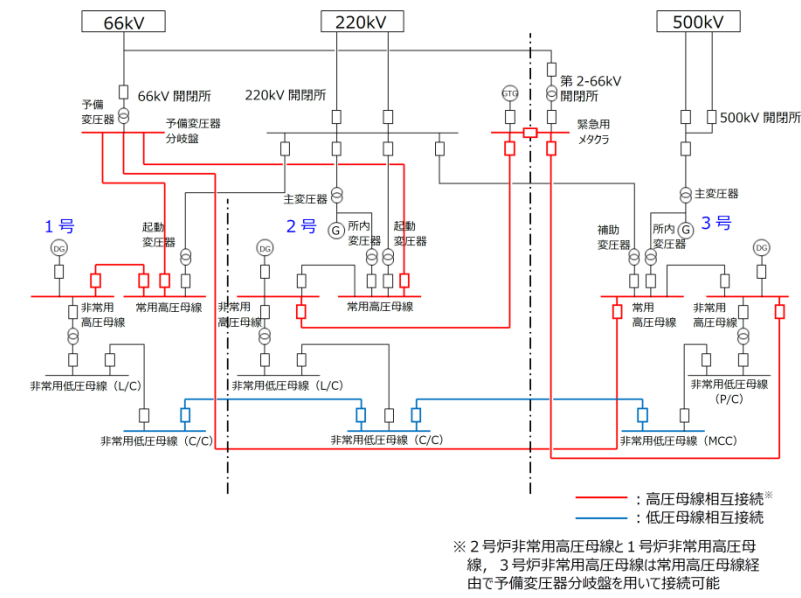 66kV
220kV
500kV
予備
変圧器
66kV 開閉所
予備変圧器
分岐盤
220kV 開閉所
GTG
第 2-66kV
開閉所
緊急用
メタクラ
500kV 開閉所
1号
起動
変圧器
主変圧器
2号
G
所内
変圧器
起動
変圧器
補助
変圧器
主変圧器
所内
変圧器
G
3号
DG
DG
DG
非常用
高圧母線
常用高圧母線
非常用
高圧母線
常用高圧母線
常用
高圧母線
非常用
高圧母線
非常用低圧母線（L/C）
非常用低圧母線（L/C）
非常用低圧母線
（P/C）
非常用低圧母線（C/C）
非常用低圧母線（C/C）
非常用低圧母線（MCC）
：高圧母線相互接続※
：低圧母線相互接続
※２号炉非常用高圧母線と１号炉非常用高圧母
線，３号炉非常用高圧母線は常用高圧母線経
由で予備変圧器分岐盤を用いて接続可能